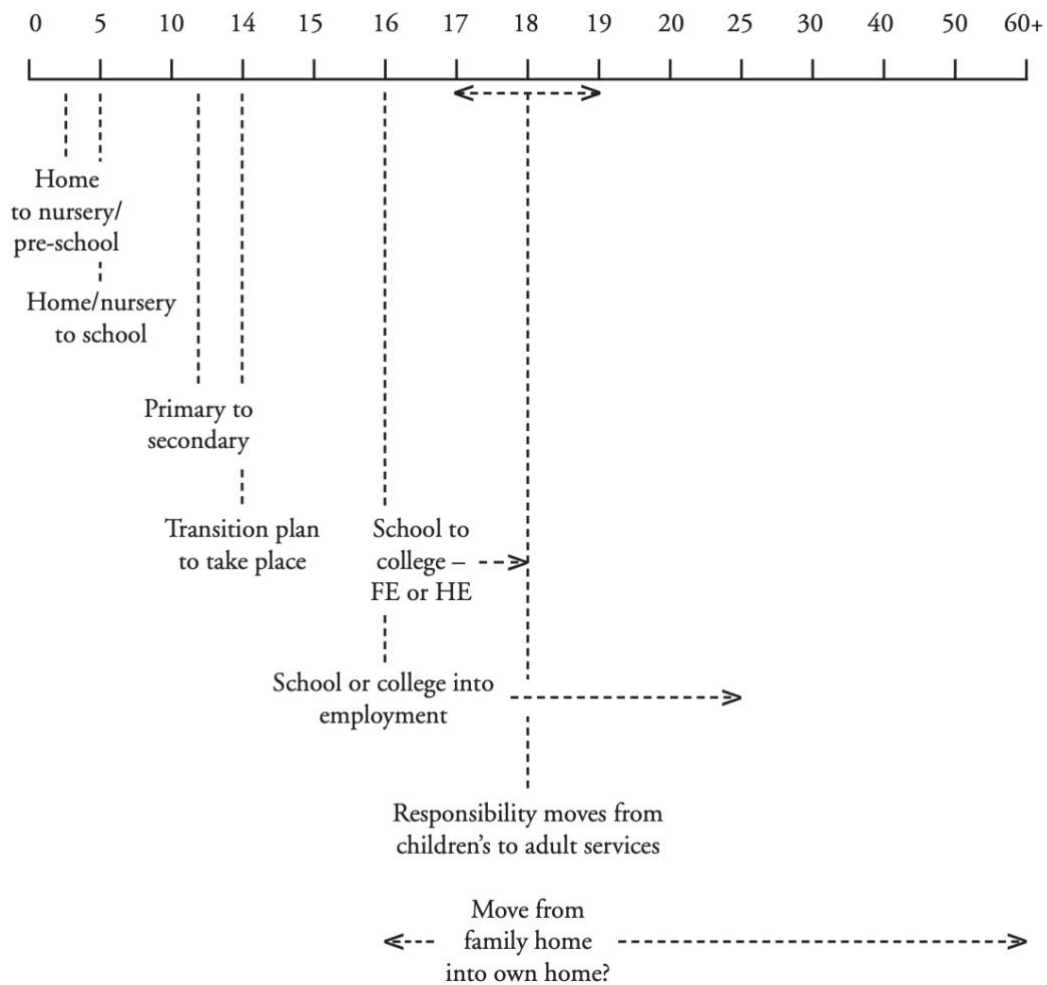 0 5 10 14 15 16 17 18 19 20 25 30 40 50 60+
Home
to nursery/
pre-school
Home/nursery
to school
Primary to
secondary
Transition plan
to take place
School to
college –
FE or HE
School or college into
employment
Responsibility moves from
children’s to adult services
Move from
family home
into own home?